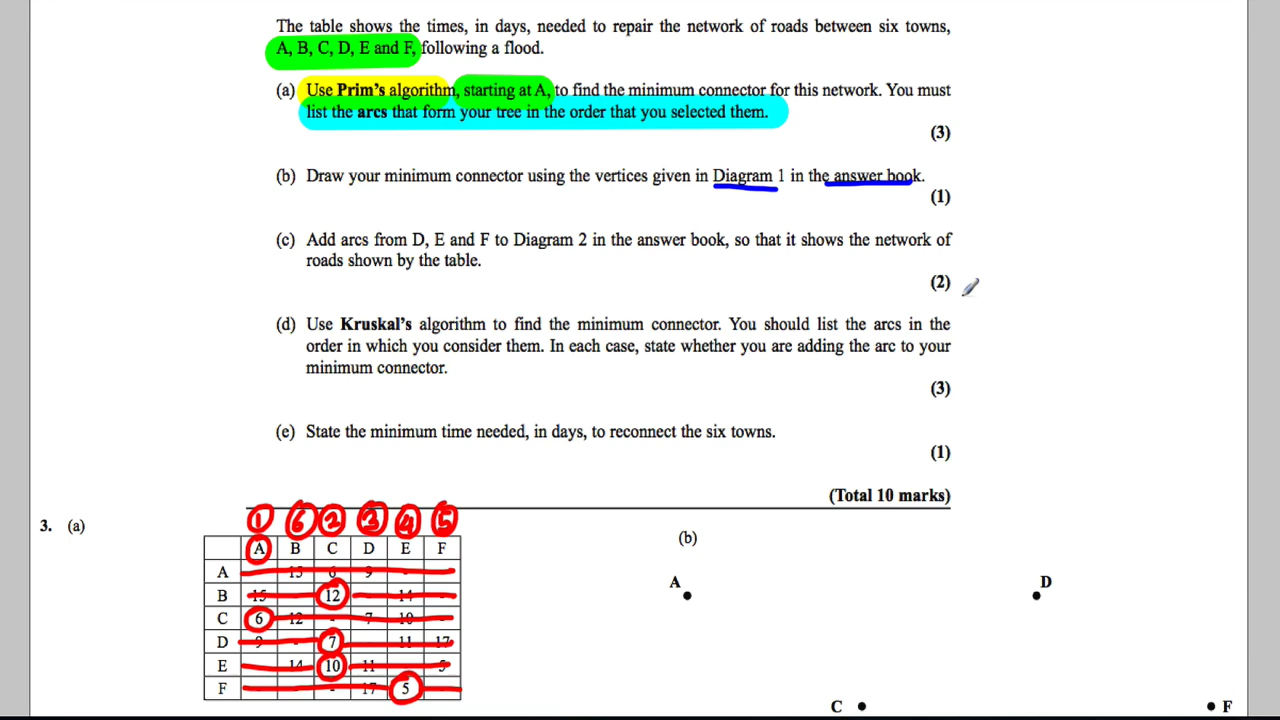 The table shows the times, in days, needed to repair the network of roads between six towns,
A, B, C, D, E and F, following a flood.
(a) Use Prim's algorithm, starting at A, to find the minimum connector for this network. You must
list the arcs that form your tree in the order that you selected them.
(3)
(b) Draw your minimum connector using the vertices given in Diagram 1 in the answer book.
(1)
(c) Add arcs from D, E and F to Diagram 2 in the answer book, so that it shows the network of
roads shown by the table.
(2)
(d) Use Kruskal's algorithm to find the minimum connector. You should list the arcs in the
order in which you consider them. In each case, state whether you are adding the arc to your
minimum connector.
(3)
(e) State the minimum time needed, in days, to reconnect the six towns.
(1)
(Total 10 marks)
3. (a)
1 6 2 3 4 5
A B C D E F
A - 15 6 9 - -
B 15 - 12 - 14 -
C 6 12 - 7 10 -
D 9 - 7 - 11 17
E - 14 10 11 - 5
F - - - 17 5 -
(b)
A
D
C
F